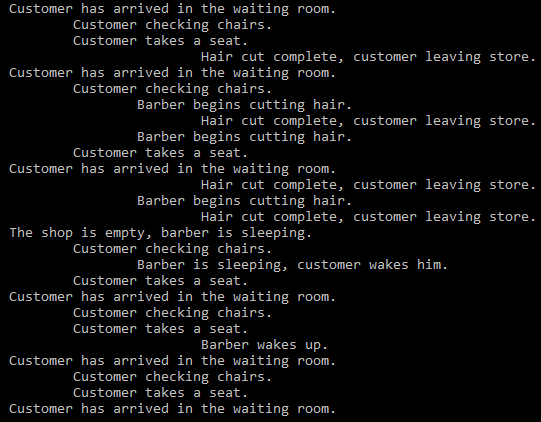 Customer has arrived in the waiting room.
Customer checking chairs.
Customer takes a seat.
Hair cut complete, customer leaving store.
Customer has arrived in the waiting room.
Customer checking chairs.
Barber begins cutting hair.
Hair cut complete, customer leaving store.
Barber begins cutting hair.
Customer takes a seat.
Customer has arrived in the waiting room.
Hair cut complete, customer leaving store.
Barber begins cutting hair.
Hair cut complete, customer leaving store.
The shop is empty, barber is sleeping.
Customer checking chairs.
Barber is sleeping, customer wakes him.
Customer takes a seat.
Customer has arrived in the waiting room.
Customer checking chairs.
Customer takes a seat.
Barber wakes up.
Customer has arrived in the waiting room.
Customer checking chairs.
Customer takes a seat.
Customer has arrived in the waiting room.